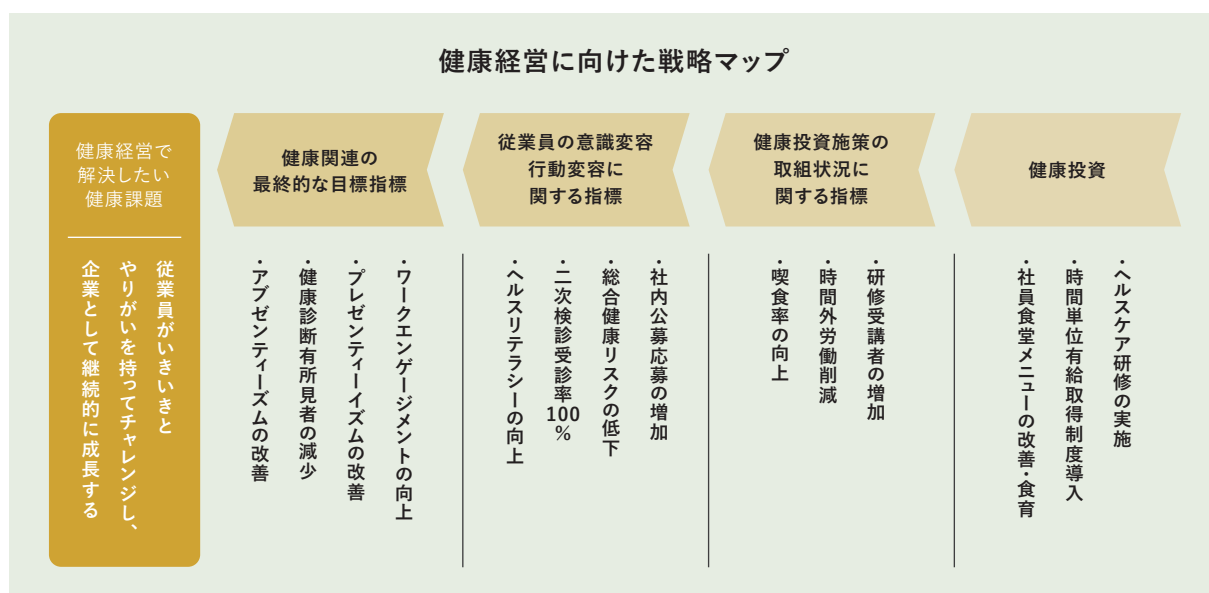 健康経営に向けた戦略マップ
健康経営で
解決したい
健康課題
従業員がいきいきと
やりがいを持ってチャレンジし、
企業として継続的に成長する
健康関連の
最終的な目標指標
・ワークエンゲージメントの向上
・プレゼンティーイズムの改善
・健康診断有所見者の減少
・アブゼンティーズムの改善
従業員の意識変容
行動変容に
関する指標
・社内公募応募の増加
・総合健康リスクの低下
・二次検診受診率100%
・ヘルスリテラシーの向上
健康投資施策の
取組状況に
関する指標
・研修受講者の増加
・時間外労働削減
・喫食率の向上
健康投資
・ヘルスケア研修の実施
・時間単位有給取得制度導入
・社員食堂メニューの改善・食育